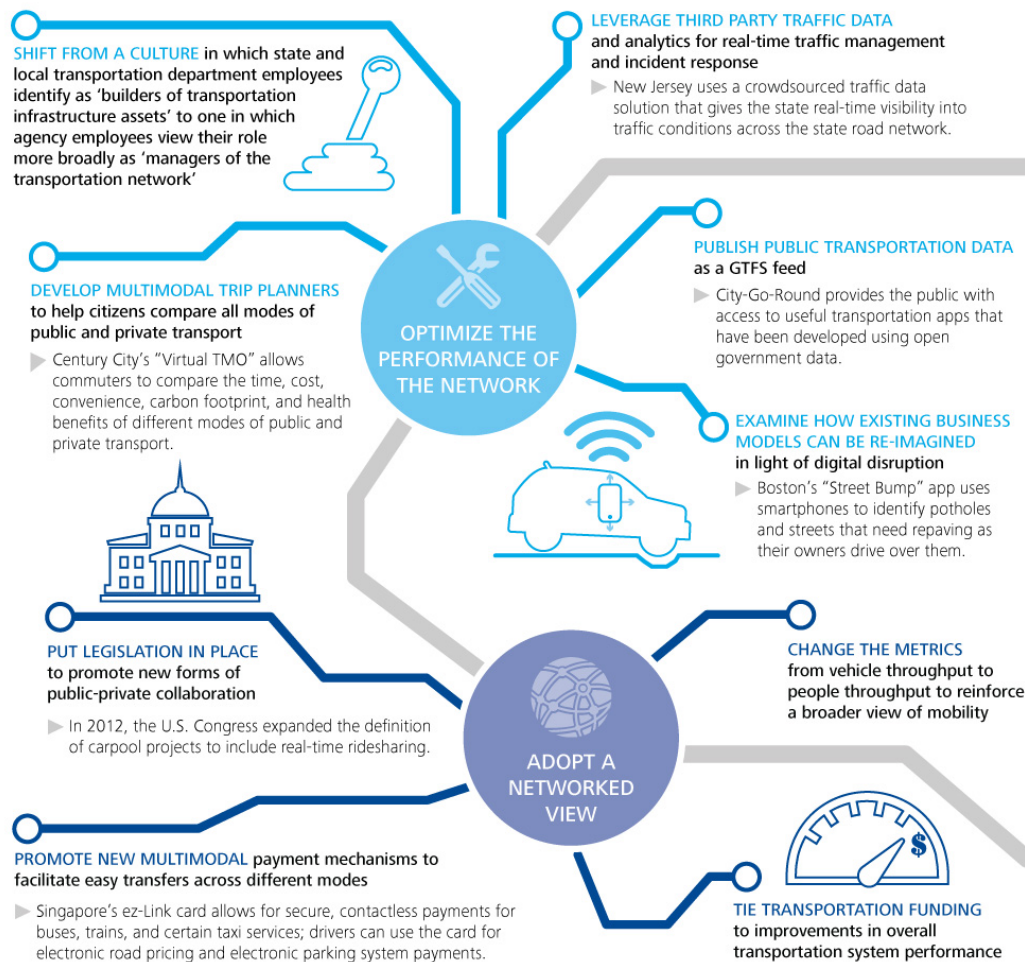 SHIFT FROM A CULTURE in which state and
local transportation department employees
identify as ‘builders of transportation
infrastructure assets’ to one in which
agency employees view their role
more broadly as ‘managers of the
transportation network’
LEVERAGE THIRD PARTY TRAFFIC DATA
and analytics for real-time traffic management
and incident response
New Jersey uses a crowdsourced traffic data
solution that gives the state real-time visibility into
traffic conditions across the state road network.
DEVELOP MULTIMODAL TRIP PLANNERS
to help citizens compare all modes of
public and private transport
Century City’s “Virtual TMO” allows
commuters to compare the time, cost,
convenience, carbon footprint, and health
benefits of different modes of public and
private transport.
OPTIMIZE THE
PERFORMANCE OF
THE NETWORK
PUBLISH PUBLIC TRANSPORTATION DATA
as a GTFS feed
City-Go-Round provides the public with
access to useful transportation apps that
have been developed using open
government data.
EXAMINE HOW EXISTING BUSINESS
MODELS CAN BE RE-IMAGINED
in light of digital disruption
Boston’s “Street Bump” app uses
smartphones to identify potholes
and streets that need repaving as
their owners drive over them.
PUT LEGISLATION IN PLACE
to promote new forms of
public-private collaboration
In 2012, the U.S. Congress expanded the definition
of carpool projects to include real-time ridesharing.
ADOPT A
NETWORKED
VIEW
CHANGE THE METRICS
from vehicle throughput to
people throughput to reinforce
a broader view of mobility
PROMOTE NEW MULTIMODAL payment mechanisms to
facilitate easy transfers across different modes
Singapore’s ez-Link card allows for secure, contactless payments for
buses, trains, and certain taxi services; drivers can use the card for
electronic road pricing and electronic parking system payments.
$
TIE TRANSPORTATION FUNDING
to improvements in overall
transportation system performance